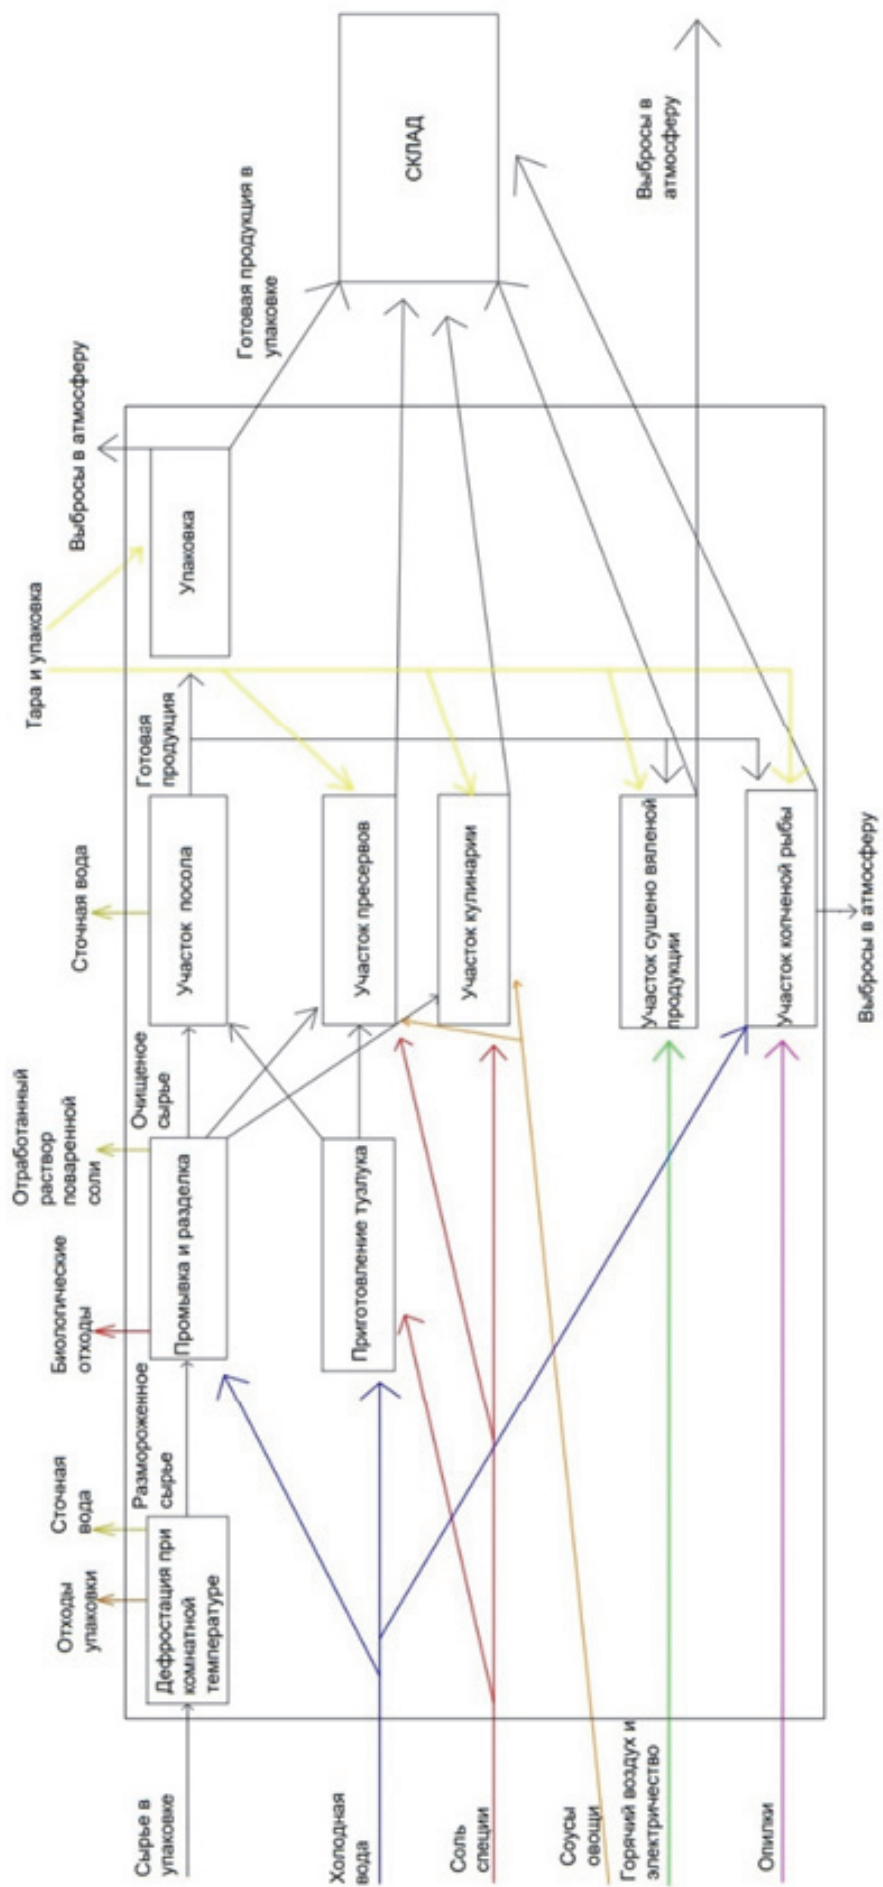 Сырье в
упаковке
Холодная
вода
Соль
специи
Соусы
овощи
Горячий воздух и
электричество
Опилки
Отходы
упаковки
Сточная
вода
Дефростация при
комнатной
температуре
Размороженное
сырье
Биологические
отходы
Отработанный
раствор
поваренной
соли
Промывка и разделка
Приготовление тузлука
Очищеное
сырье
Сточная вода
Участок посола
Участок пресервов
Участок кулинарии
Участок сушено вяленой
продукции
Участок копченой рыбы
Выбросы в атмосферу
Готовая
продукция
Тара и упаковка
Упаковка
Выбросы в атмосферу
Готовая продукция в
упаковке
СКЛАД
Выбросы в
атмосферу